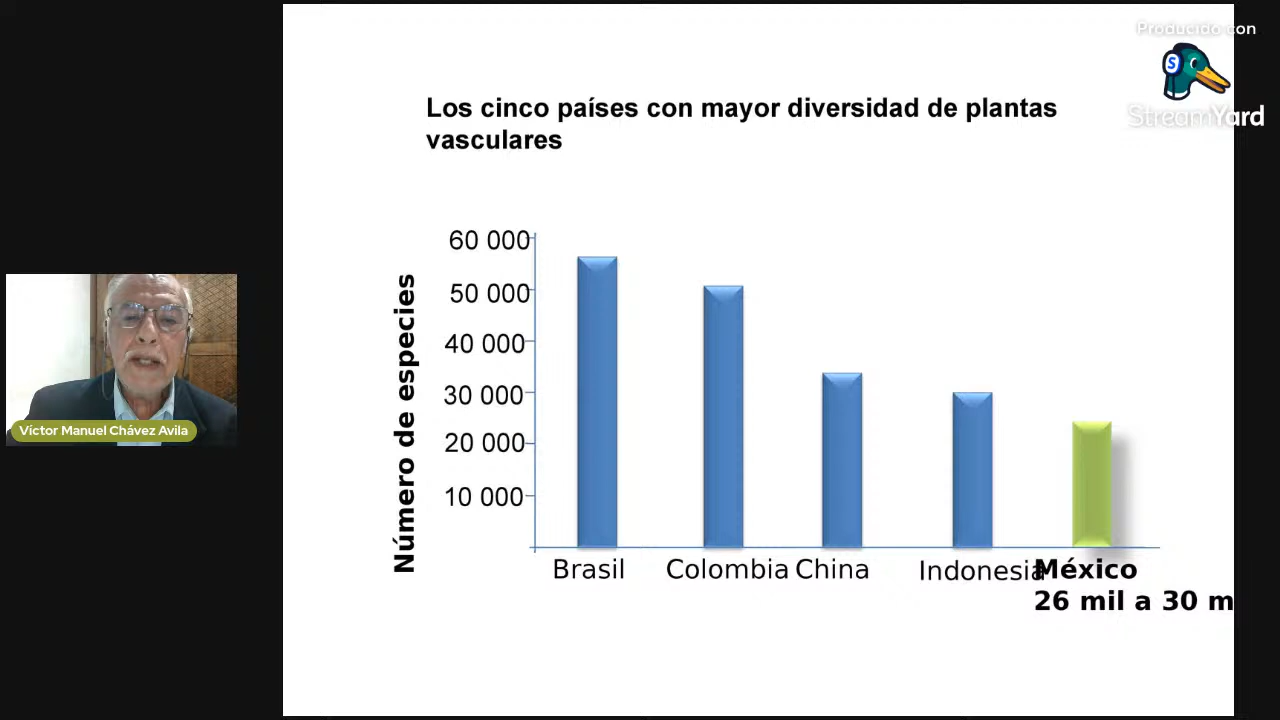 Producido con
StreamYard
Los cinco países con mayor diversidad de plantas
vasculares
Número de especies
60 000
50 000
40 000
30 000
20 000
10 000
Brasil
Colombia
China
Indonesia
México
26 mil a 30 m
Víctor Manuel Chávez Avila